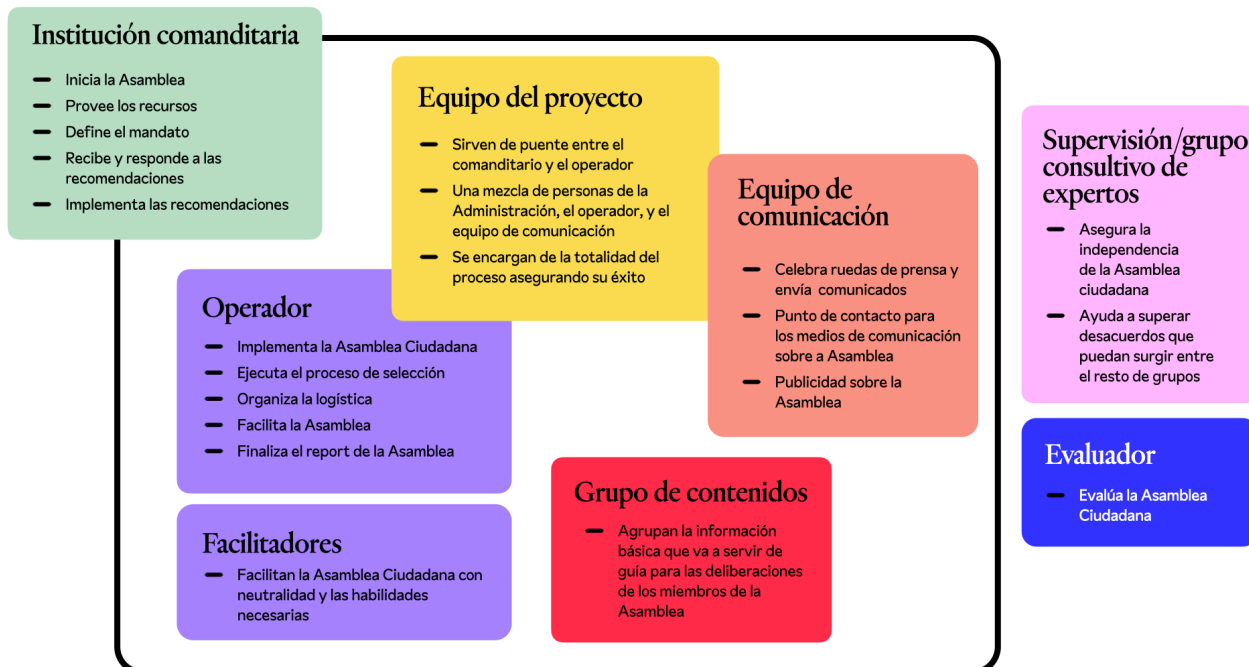 Institución comanditaria
Inicia la Asamblea
Provee los recursos
Define el mandato
Recibe y responde a las
recomendaciones
Implementa las recomendaciones
Equipo del proyecto
Sirven de puente entre el
comanditario y el operador
Una mezcla de personas de la
Administración, el operador, y el
equipo de comunicación
Se encargan de la totalidad del
proceso asegurando su éxito
Equipo de
comunicación
Celebra ruedas de prensa y
envía comunicados
Punto de contacto para
los medios de comunicación
sobre a Asamblea
Publicidad sobre la
Asamblea
Supervisión/grupo
consultivo de
expertos
Asegura la
independencia
de la Asamblea
ciudadana
Ayuda a superar
desacuerdos que
puedan surgir entre
el resto de grupos
Operador
Implementa la Asamblea Ciudadana
Ejecuta el proceso de selección
Organiza la logística
Facilita la Asamblea
Finaliza el report de la Asamblea
Facilitadores
Facilitan la Asamblea Ciudadana con
neutralidad y las habilidades
necesarias
Grupo de contenidos
Agrupan la información
básica que va a servir de
guía para las deliberaciones
de los miembros de la
Asamblea
Evaluador
Evalúa la Asamblea
Ciudadana